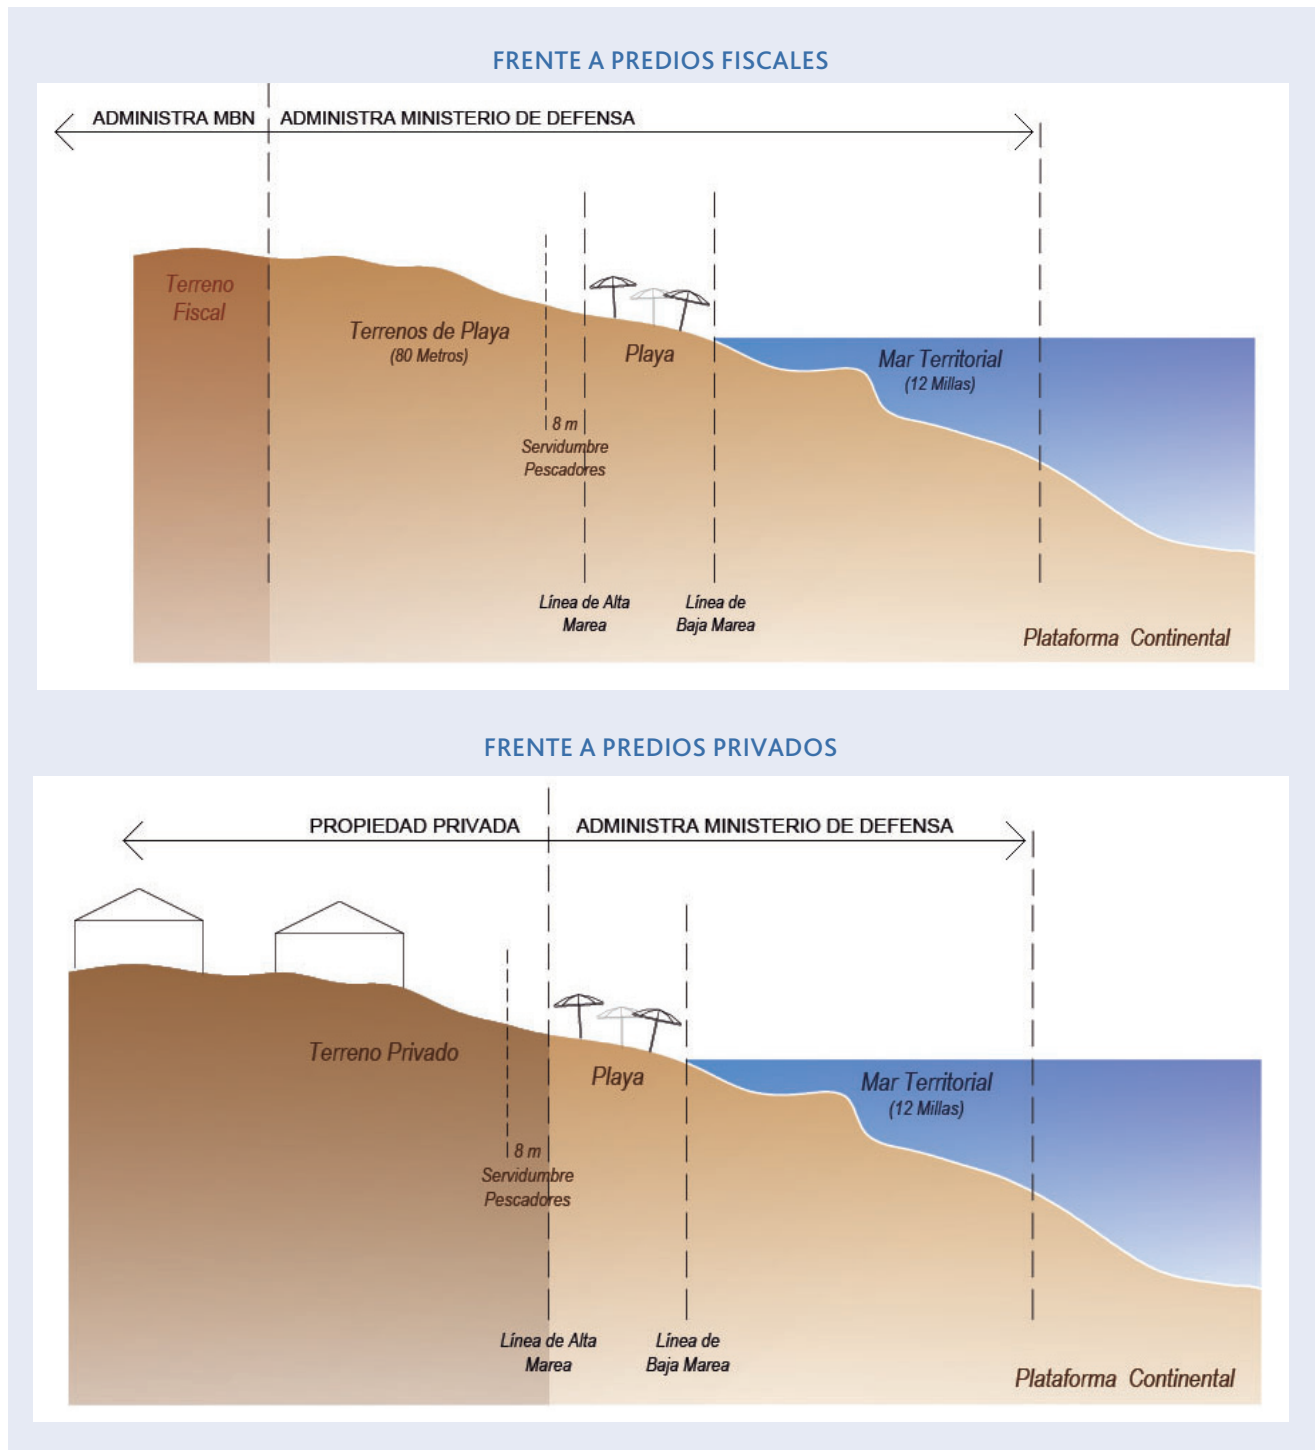 FRENTE A PREDIOS FISCALES
ADMINISTRA MBN
ADMINISTRA MINISTERIO DE DEFENSA
Terreno
Fiscal
Terrenos de Playa
(80 Metros)
Playa
Mar Territorial
(12 Millas)
8 m
Servidumbre
Pescadores
Línea de Alta
Marea
Línea de
Baja Marea
Plataforma Continental
FRENTE A PREDIOS PRIVADOS
PROPIEDAD PRIVADA
ADMINISTRA MINISTERIO DE DEFENSA
Terreno Privado
Playa
Mar Territorial
(12 Millas)
8 m
Servidumbre
Pescadores
Línea de Alta
Marea
Línea de
Baja Marea
Plataforma Continental